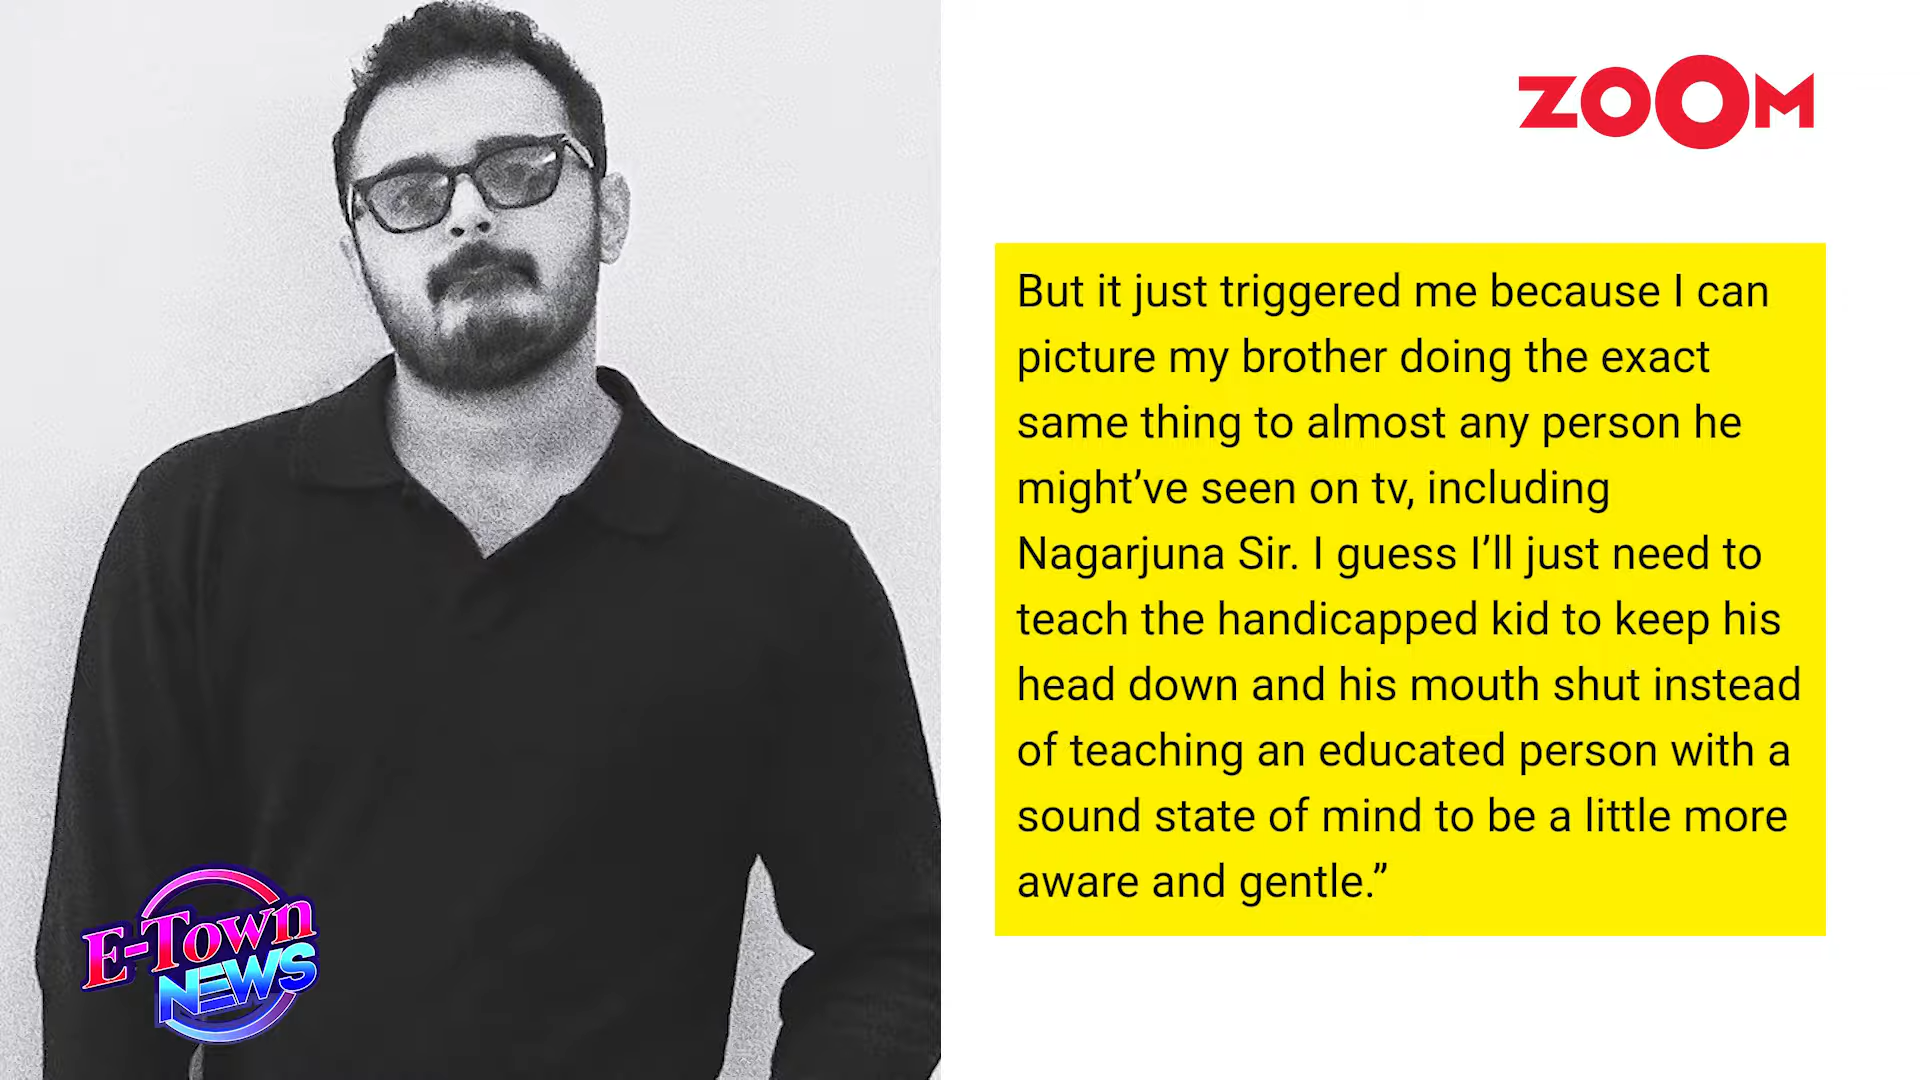 ZOOM
But it just triggered me because I can
picture my brother doing the exact
same thing to almost any person he
might’ve seen on tv, including
Nagarjuna Sir. I guess I’ll just need to
teach the handicapped kid to keep his
head down and his mouth shut instead
of teaching an educated person with a
sound state of mind to be a little more
aware and gentle.”
E-Town
NEWS